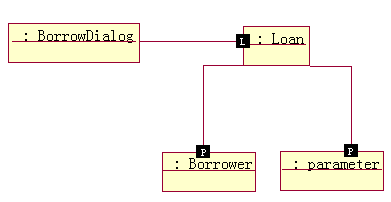 : BorrowDialog
L
: Loan
P
: Borrower
P
: parameter